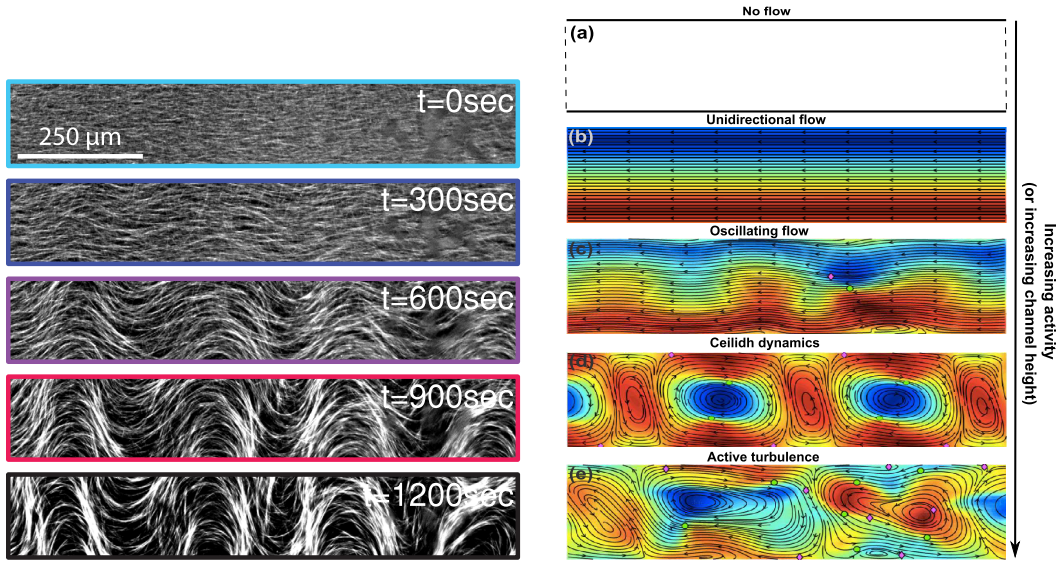 t=0sec
250 μm
t=300sec
t=600sec
t=900sec
t=1200sec
No flow
(a)
Unidirectional flow
(b)
Oscillating flow
(c)
Ceilidh dynamics
(d)
Active turbulence
(e)
Increasing activity
(or increasing channel height)